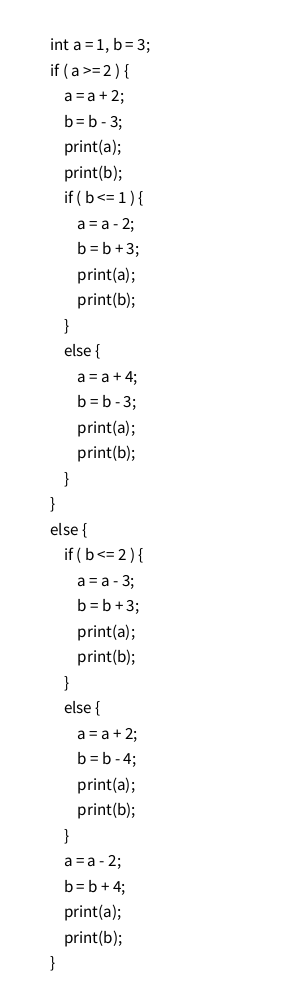 int a = 1, b = 3;
if ( a >= 2 ) {
a = a + 2;
b = b - 3;
print(a);
print(b);
if ( b <= 1 ) {
a = a - 2;
b = b + 3;
print(a);
print(b);
}
else {
a = a + 4;
b = b - 3;
print(a);
print(b);
}
}
else {
if ( b <= 2 ) {
a = a - 3;
b = b + 3;
print(a);
print(b);
}
else {
a = a + 2;
b = b - 4;
print(a);
print(b);
}
a = a - 2;
b = b + 4;
print(a);
print(b);
}